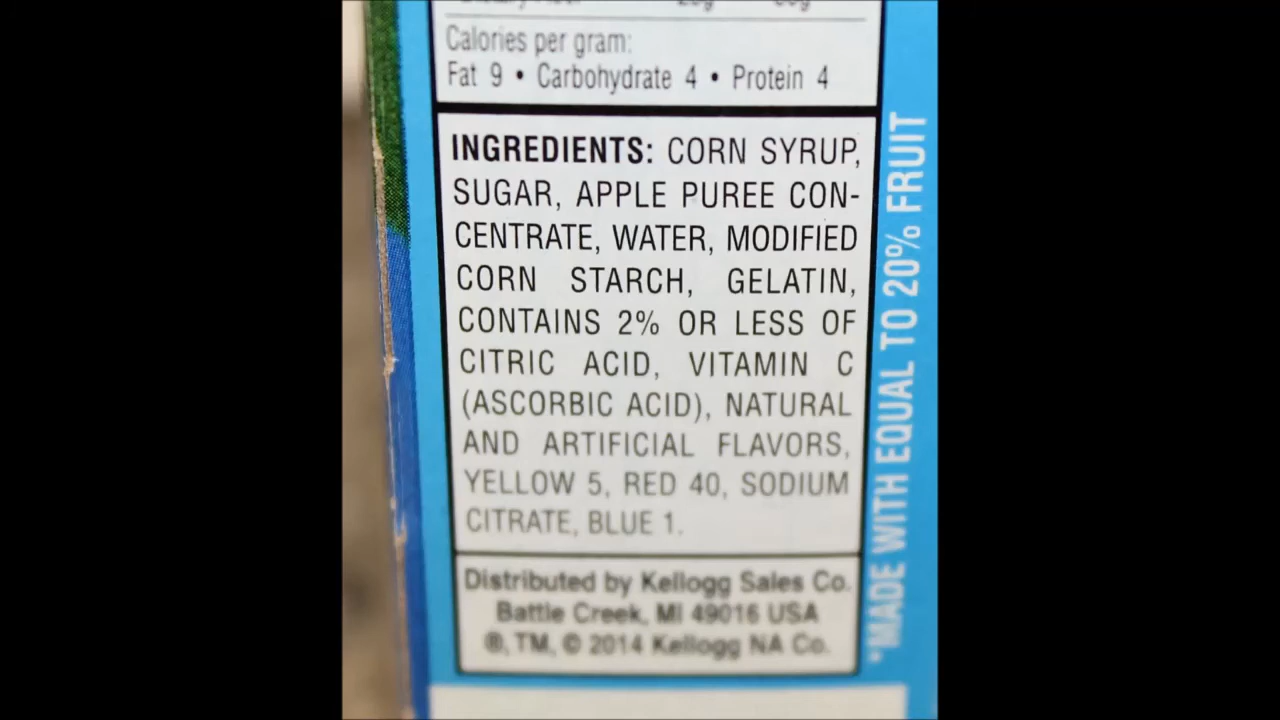 Calories per gram:
Fat 9 • Carbohydrate 4 • Protein 4
INGREDIENTS: CORN SYRUP,
SUGAR, APPLE PUREE CON-
CENTRATE, WATER, MODIFIED
CORN STARCH, GELATIN,
CONTAINS 2% OR LESS OF
CITRIC ACID, VITAMIN C
(ASCORBIC ACID), NATURAL
AND ARTIFICIAL FLAVORS,
YELLOW 5, RED 40, SODIUM
CITRATE, BLUE 1.
Distributed by Kellogg Sales Co.
Battle Creek, MI 49016 USA
®, TM, © 2014 Kellogg NA Co.
*MADE WITH EQUAL TO 20% FRUIT